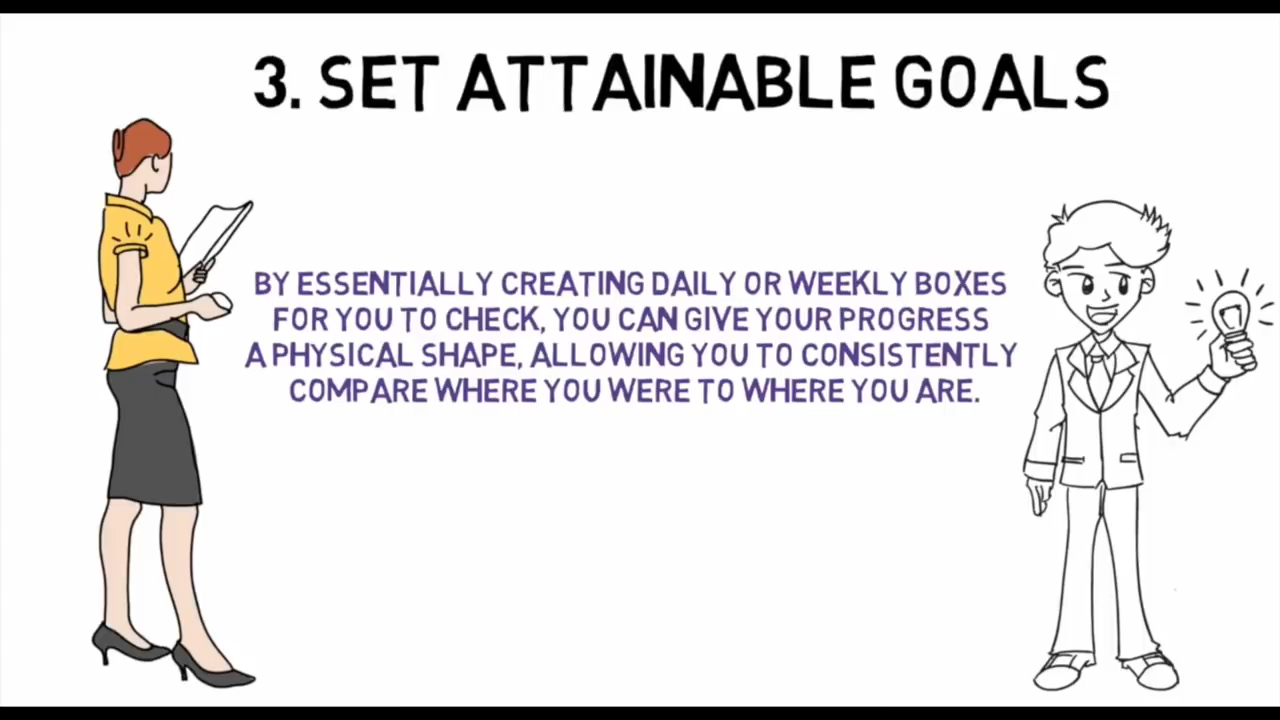 3. SET ATTAINABLE GOALS
BY ESSENTIALLY CREATING DAILY OR WEEKLY BOXES
FOR YOU TO CHECK, YOU CAN GIVE YOUR PROGRESS
A PHYSICAL SHAPE, ALLOWING YOU TO CONSISTENTLY
COMPARE WHERE YOU WERE TO WHERE YOU ARE.